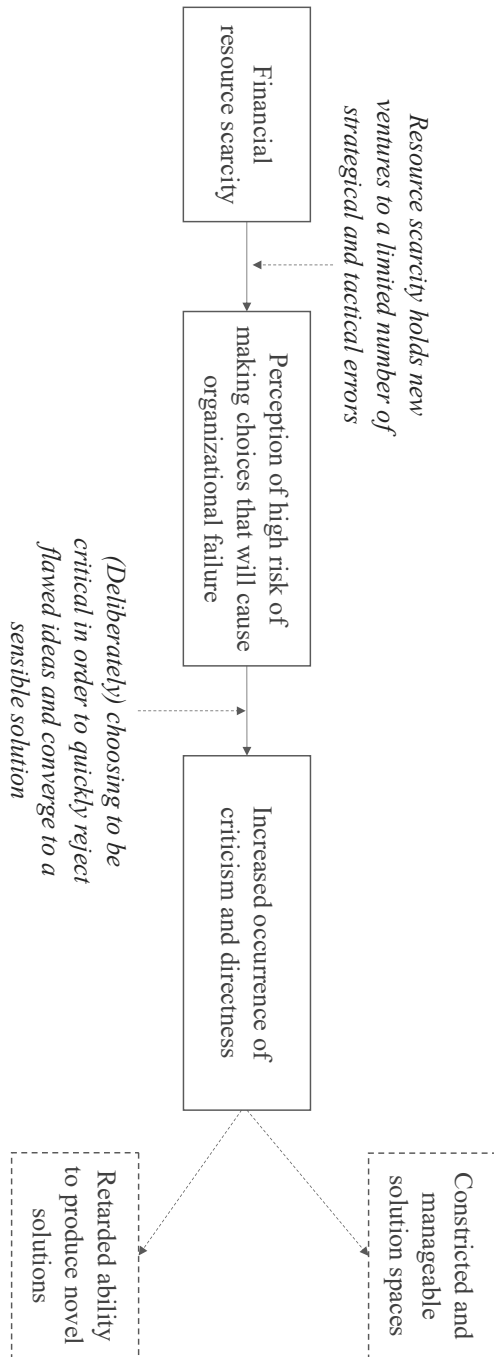 Financial
resource scarcity
Resource scarcity holds new
ventures to a limited number of
strategical and tactical errors
Perception of high risk of
making choices that will cause
organizational failure
(Deliberately) choosing to be
critical in order to quickly reject
flawed ideas and converge to a
sensible solution
Increased occurrence of
criticism and directness
Constricted and
manageable
solution spaces
Retarded ability
to produce novel
solutions